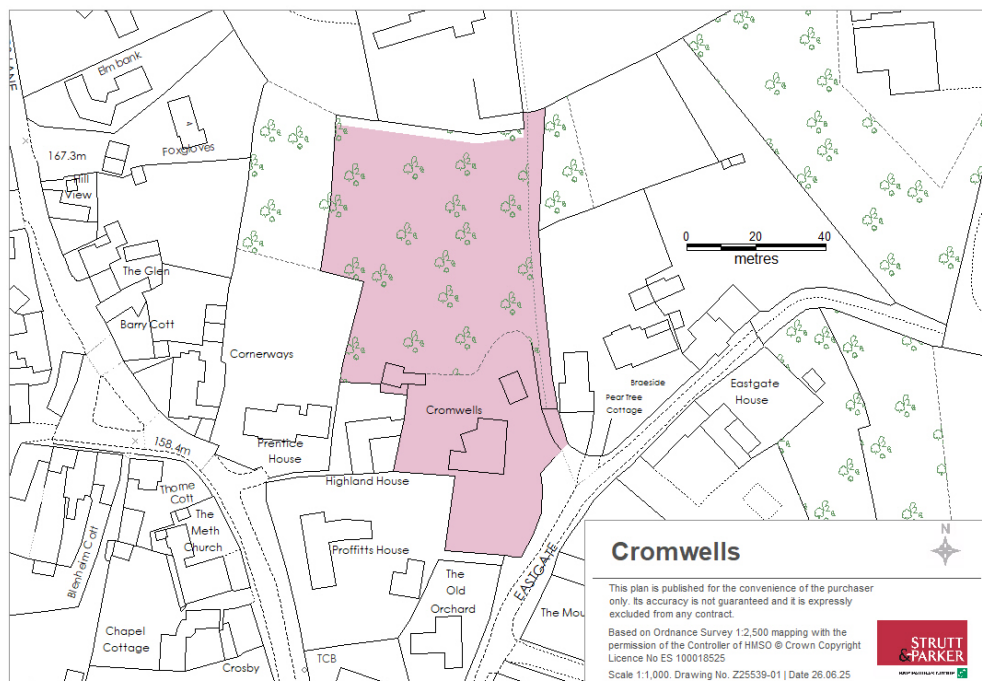 LANE
Elm bank
4
Foxgloves
167.3m
Hill
View
The Glen
Barry Cott
Cornerways
0 20 40
metres
Cromwells
Braeside
Pear Tree
Cottage
Eastgate
House
Prentice
House
158.4m
Highland House
Thorne
Cott
The
Meth
Church
Blenheim Cott
Proffitts House
The
Old
Orchard
EASTGATE
The Mou
Chapel
Cottage
Crosby
TCB
N
Cromwells
This plan is published for the convenience of the purchaser
only. Its accuracy is not guaranteed and it is expressly
excluded from any contract.
Based on Ordnance Survey 1:2,500 mapping with the
permission of the Controller of HMSO © Crown Copyright
Licence No ES 100018525
Scale 1:1,000. Drawing No. Z25539-01 | Date 26.06.25
STRUTT
&PARKER